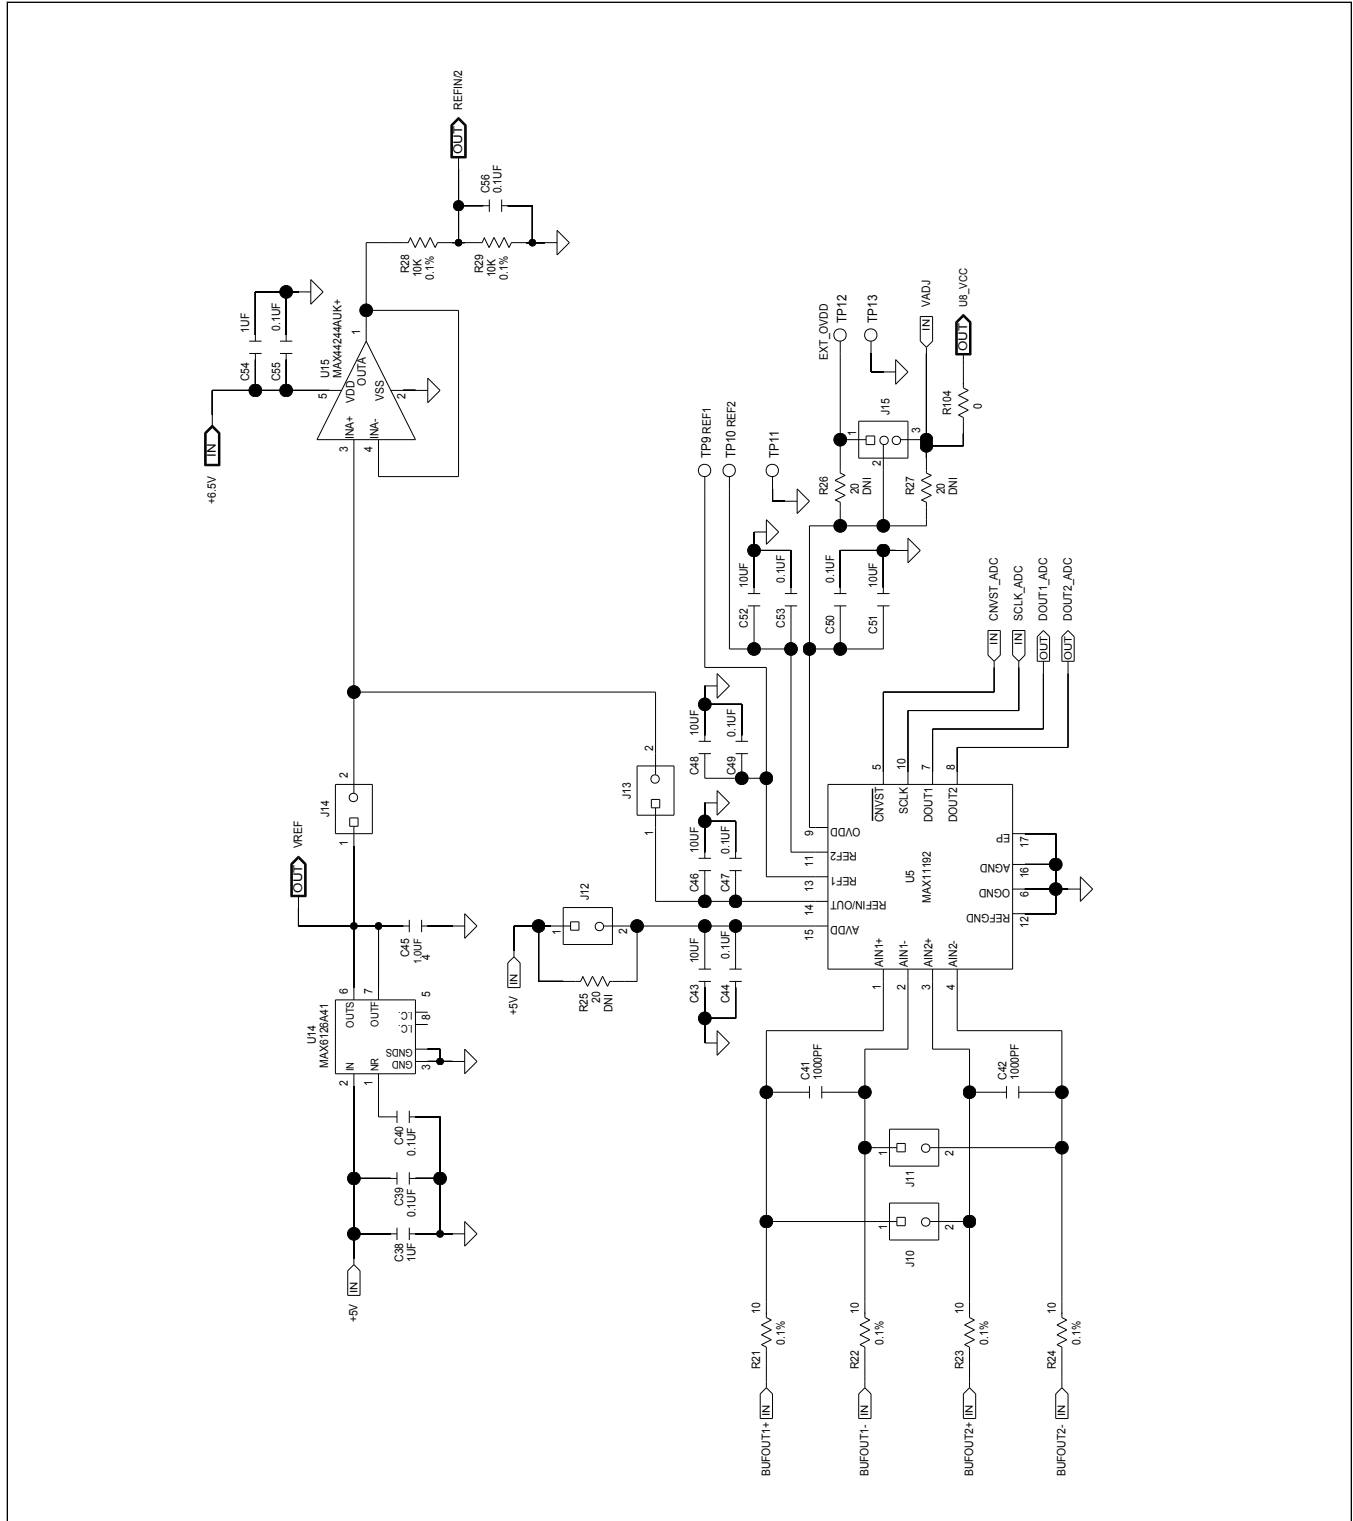 +5V
IN
C38
1UF
C39
0.1UF
C40
0.1UF
U14
MAX6126A41
2
IN
1
NR
OUTS
6
OUTF
7
I.C.
8
I.C.
5
GNDS
GND
3
4
C45
1.0UF
OUT
VREF
J14
1
2
+6.5V
IN
C54
1UF
C55
0.1UF
U15
MAX44244AUK+
5
VDD
3
INA+
4
INA-
OUTA
1
VSS
2
R28
10K
0.1%
R29
10K
0.1%
C56
0.1UF
OUT
REFIN/2
J13
1
2
+5V
IN
J12
1
2
R25
20
DNI
C43
10UF
C44
0.1UF
C46
10UF
C47
0.1UF
C48
10UF
C49
0.1UF
C52
10UF
C53
0.1UF
C50
0.1UF
C51
10UF
TP9 REF1
TP10 REF2
TP11
EXT_OVDD
TP12
TP13
R26
20
DNI
J15
1
2
3
R27
20
DNI
IN
VADJ
R104
0
OUT
U8_VCC
U5
MAX11192
15
AVDD
14
REFIN/OUT
13
REF1
11
REF2
9
OVDD
AIN1+
1
AIN1-
2
AIN2+
3
AIN2-
4
CNVST
5
SCLK
10
DOUT1
7
DOUT2
8
REFGND
12
OGND
6
AGND
16
EP
17
IN
CNVST_ADC
IN
SCLK_ADC
OUT
DOUT1_ADC
OUT
DOUT2_ADC
C41
1000PF
C42
1000PF
J11
1
2
J10
1
2
BUFOUT1+
IN
R21
10
0.1%
BUFOUT1-
IN
R22
10
0.1%
BUFOUT2+
IN
R23
10
0.1%
BUFOUT2-
IN
R24
10
0.1%